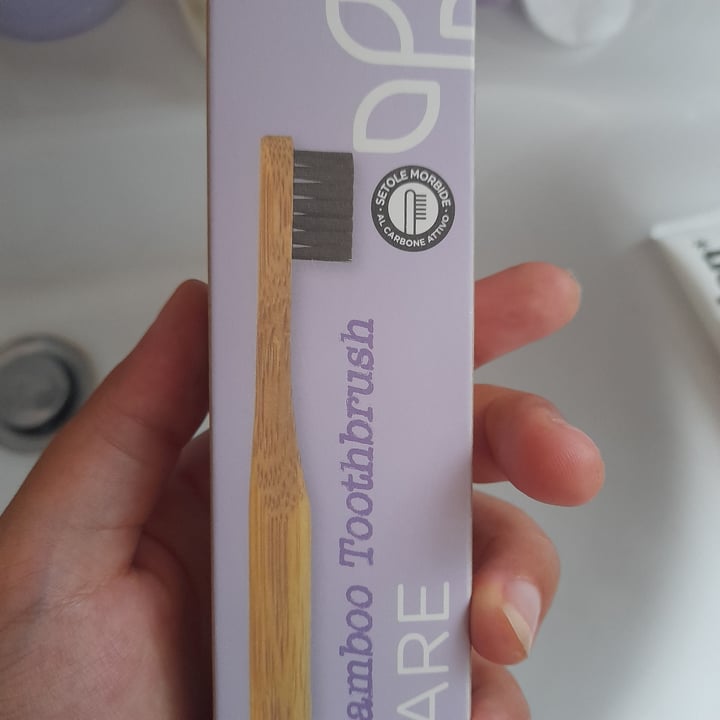 SETOLE MORBIDE
AL CARBONE ATTIVO
amboo Toothbrush
ARE